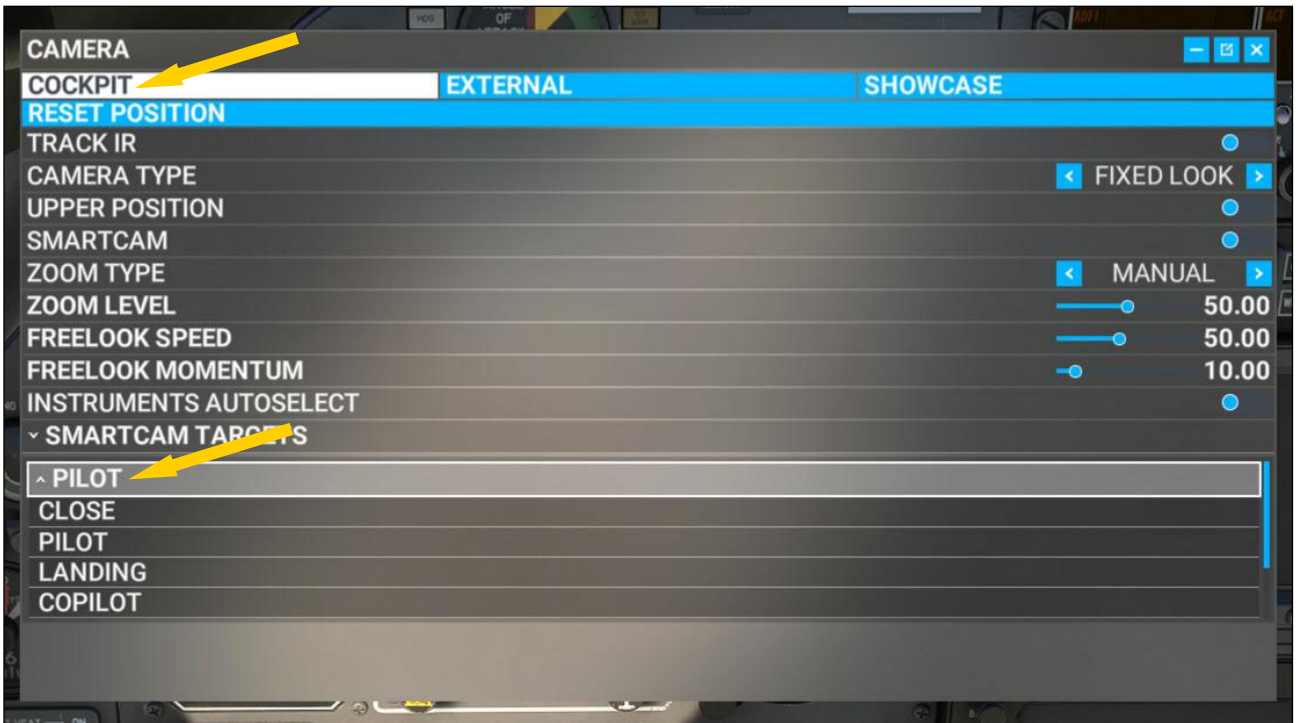 HDG
OF
CAMERA
COCKPIT EXTERNAL SHOWCASE
RESET POSITION
TRACK IR
CAMERA TYPE < FIXED LOOK >
UPPER POSITION
SMARTCAM
ZOOM TYPE < MANUAL >
ZOOM LEVEL 50.00
FREELOOK SPEED 50.00
FREELOOK MOMENTUM 10.00
INSTRUMENTS AUTOSELECT
SMARTCAM TARGETS
PILOT
CLOSE
PILOT
LANDING
COPILOT